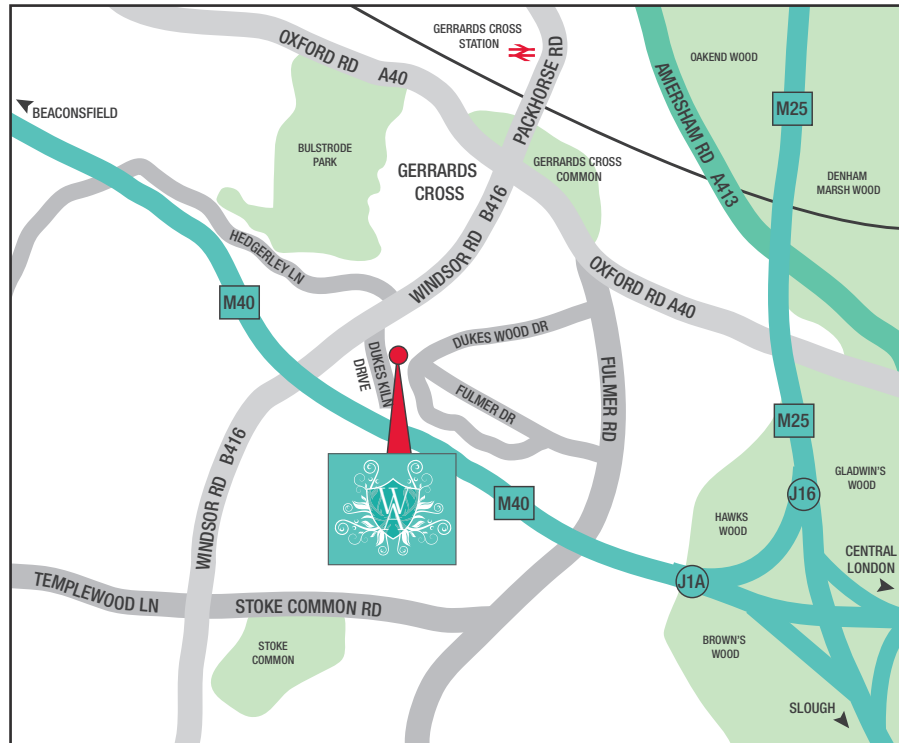 GERRARDS CROSS
STATION
OXFORD RD A40
PACKHORSE RD
OAKEND WOOD
AMERSHAM RD A413
M25
BEACONSFIELD
BULSTRODE
PARK
GERRARDS
CROSS
GERRARDS CROSS
COMMON
DENHAM
MARSH WOOD
HEDGERLEY LN
WINDSOR RD B416
OXFORD RD A40
M40
DUKES WOOD DR
DUKES KILN
DRIVE
FULMER DR
FULMER RD
M25
WINDSOR RD B416
WA
M40
GLADWIN'S
WOOD
J16
HAWKS
WOOD
CENTRAL
LONDON
J1A
TEMPLEWOOD LN
STOKE COMMON RD
STOKE
COMMON
BROWN'S
WOOD
SLOUGH